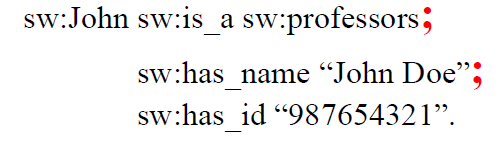 sw:John sw:is_a sw:professors;
sw:has_name “John Doe”;
sw:has_id “987654321”.